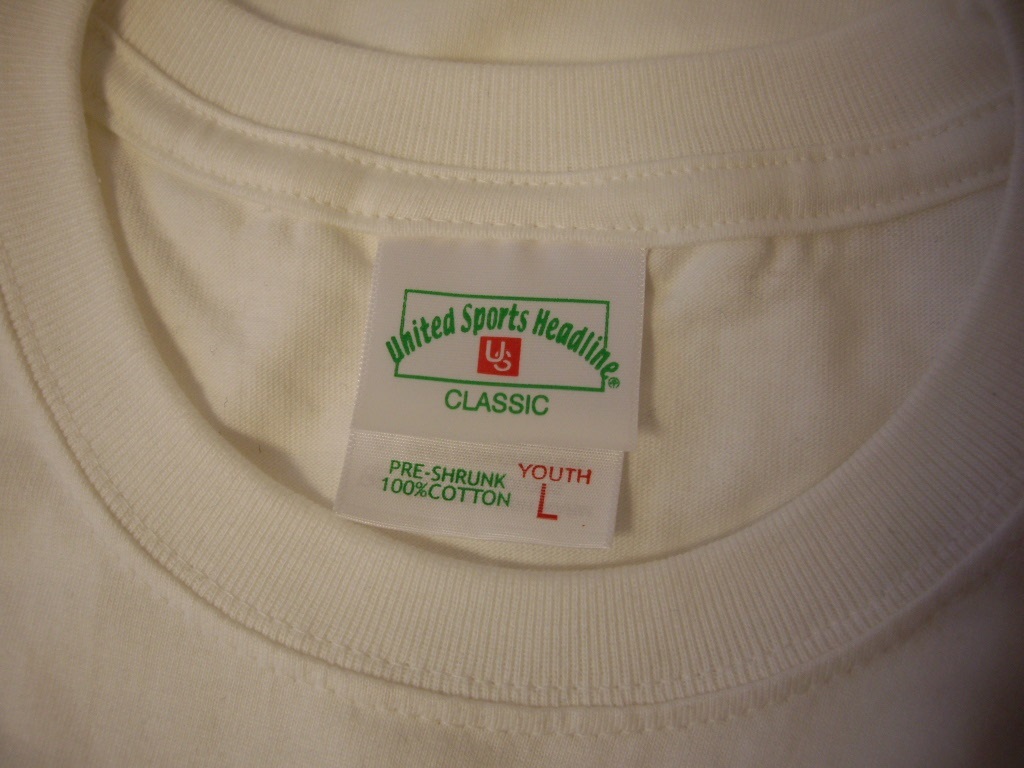 United Sports Headline®
US
CLASSIC
PRE-SHRUNK YOUTH
100%COTTON L